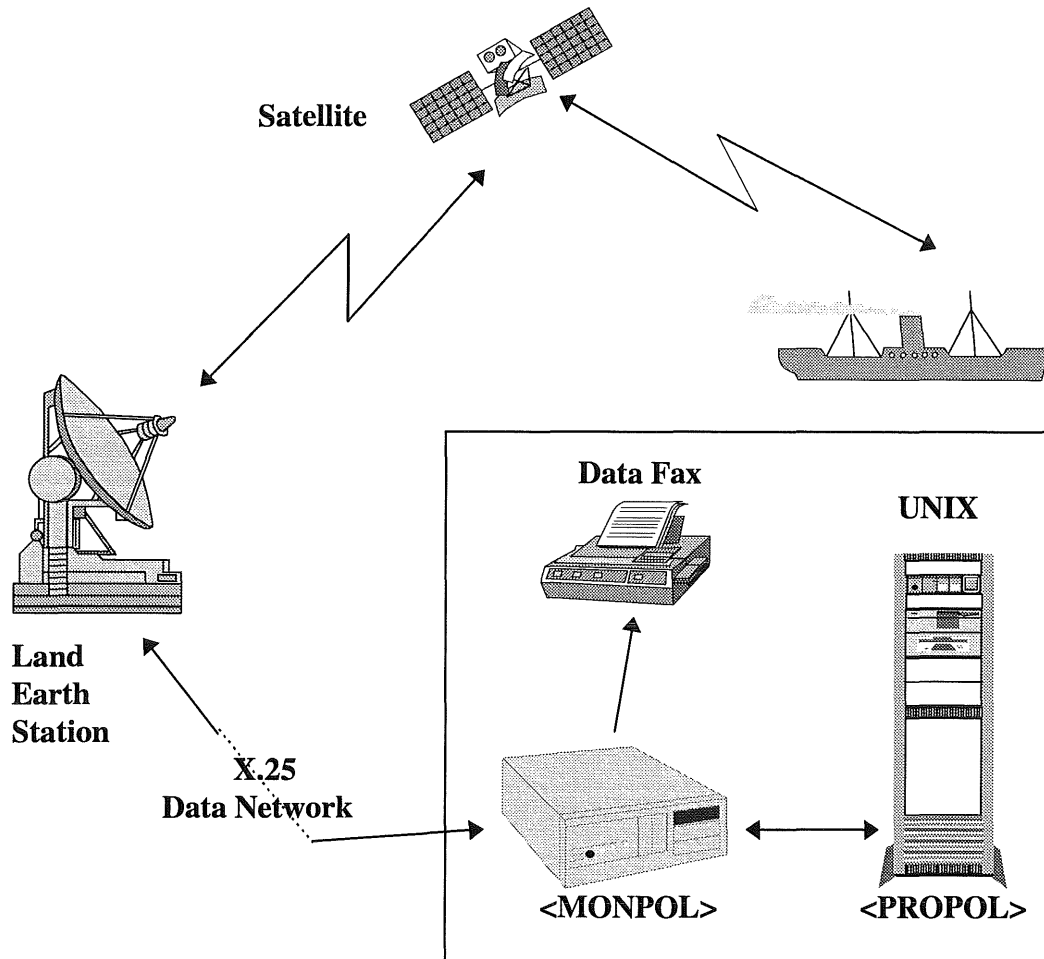 Satellite
Data Fax
UNIX
Land
Earth
Station
X.25
Data Network
<MONPOL>
<PROPOL>